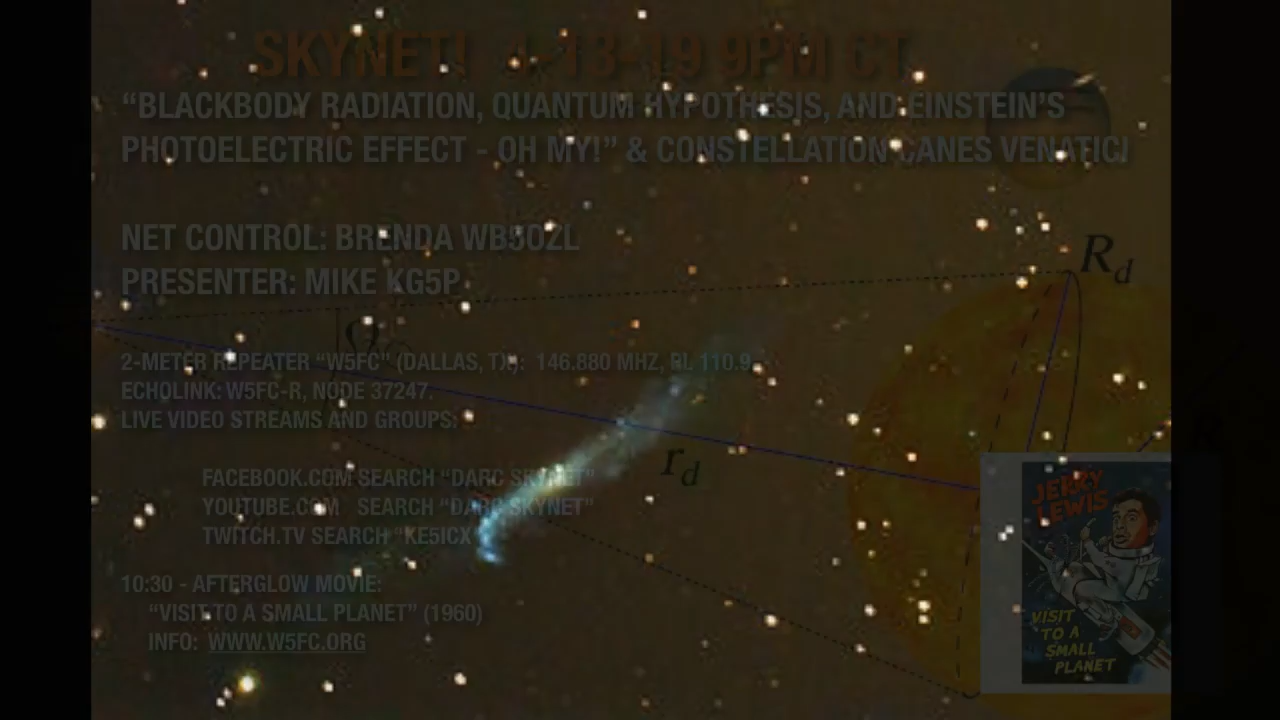 SKYNET! 4-13-19 9PM CT
“BLACKBODY RADIATION, QUANTUM HYPOTHESIS, AND EINSTEIN’S
PHOTOELECTRIC EFFECT - OH MY!” & CONSTELLATION CANES VENATICI
NET CONTROL: BRENDA WB5OZL
PRESENTER: MIKE KG5P
R_d
Ω
2-METER REPEATER “W5FC” (DALLAS, TX): 146.880 MHZ, PL 110.9
ECHOLINK: W5FC-R, NODE 37247.
LIVE VIDEO STREAMS AND GROUPS:
r_d
FACEBOOK.COM SEARCH “DARC SKYNET”
YOUTUBE.COM SEARCH “DARC SKYNET”
TWITCH.TV SEARCH “KE5ICX
10:30 - AFTERGLOW MOVIE:
“VISIT TO A SMALL PLANET” (1960)
INFO: WWW.W5FC.ORG
JERRY
LEWIS
VISIT
TO A
SMALL
PLANET